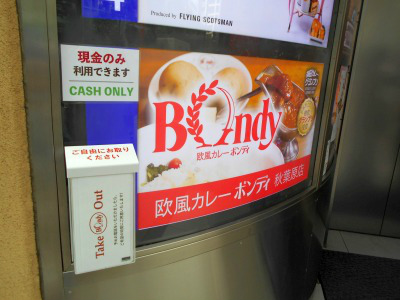 Produced by FLYING SCOTSMAN
現金のみ
利用できます
CASH ONLY
Bondy
欧風カレー ボンディ
欧風カレー ボンディ 秋葉原店
ご自由にお取り
ください
Take Bondy Out